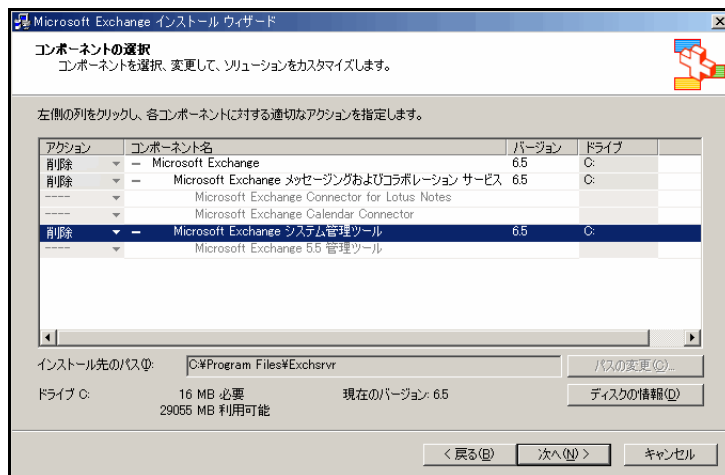 Microsoft Exchange インストール ウィザード
コンポーネントの選択
コンポーネントを選択、変更して、ソリューションをカスタマイズします。
左側の列をクリックし、各コンポーネントに対する適切なアクションを指定します。
アクション コンポーネント名 バージョン ドライブ
削除 Microsoft Exchange 6.5 C:
削除 Microsoft Exchange メッセージングおよびコラボレーション サービス 6.5 C:
---- Microsoft Exchange Connector for Lotus Notes
---- Microsoft Exchange Calendar Connector
削除 Microsoft Exchange システム管理ツール 6.5 C:
---- Microsoft Exchange 5.5 管理ツール
インストール先のパス(I): C:¥Program Files¥Exchsrvr パスの変更(C)...
ドライブ C: 16 MB 必要 現在のバージョン: 6.5 ディスクの情報(D)
29055 MB 利用可能
< 戻る(B) 次へ(N) > キャンセル